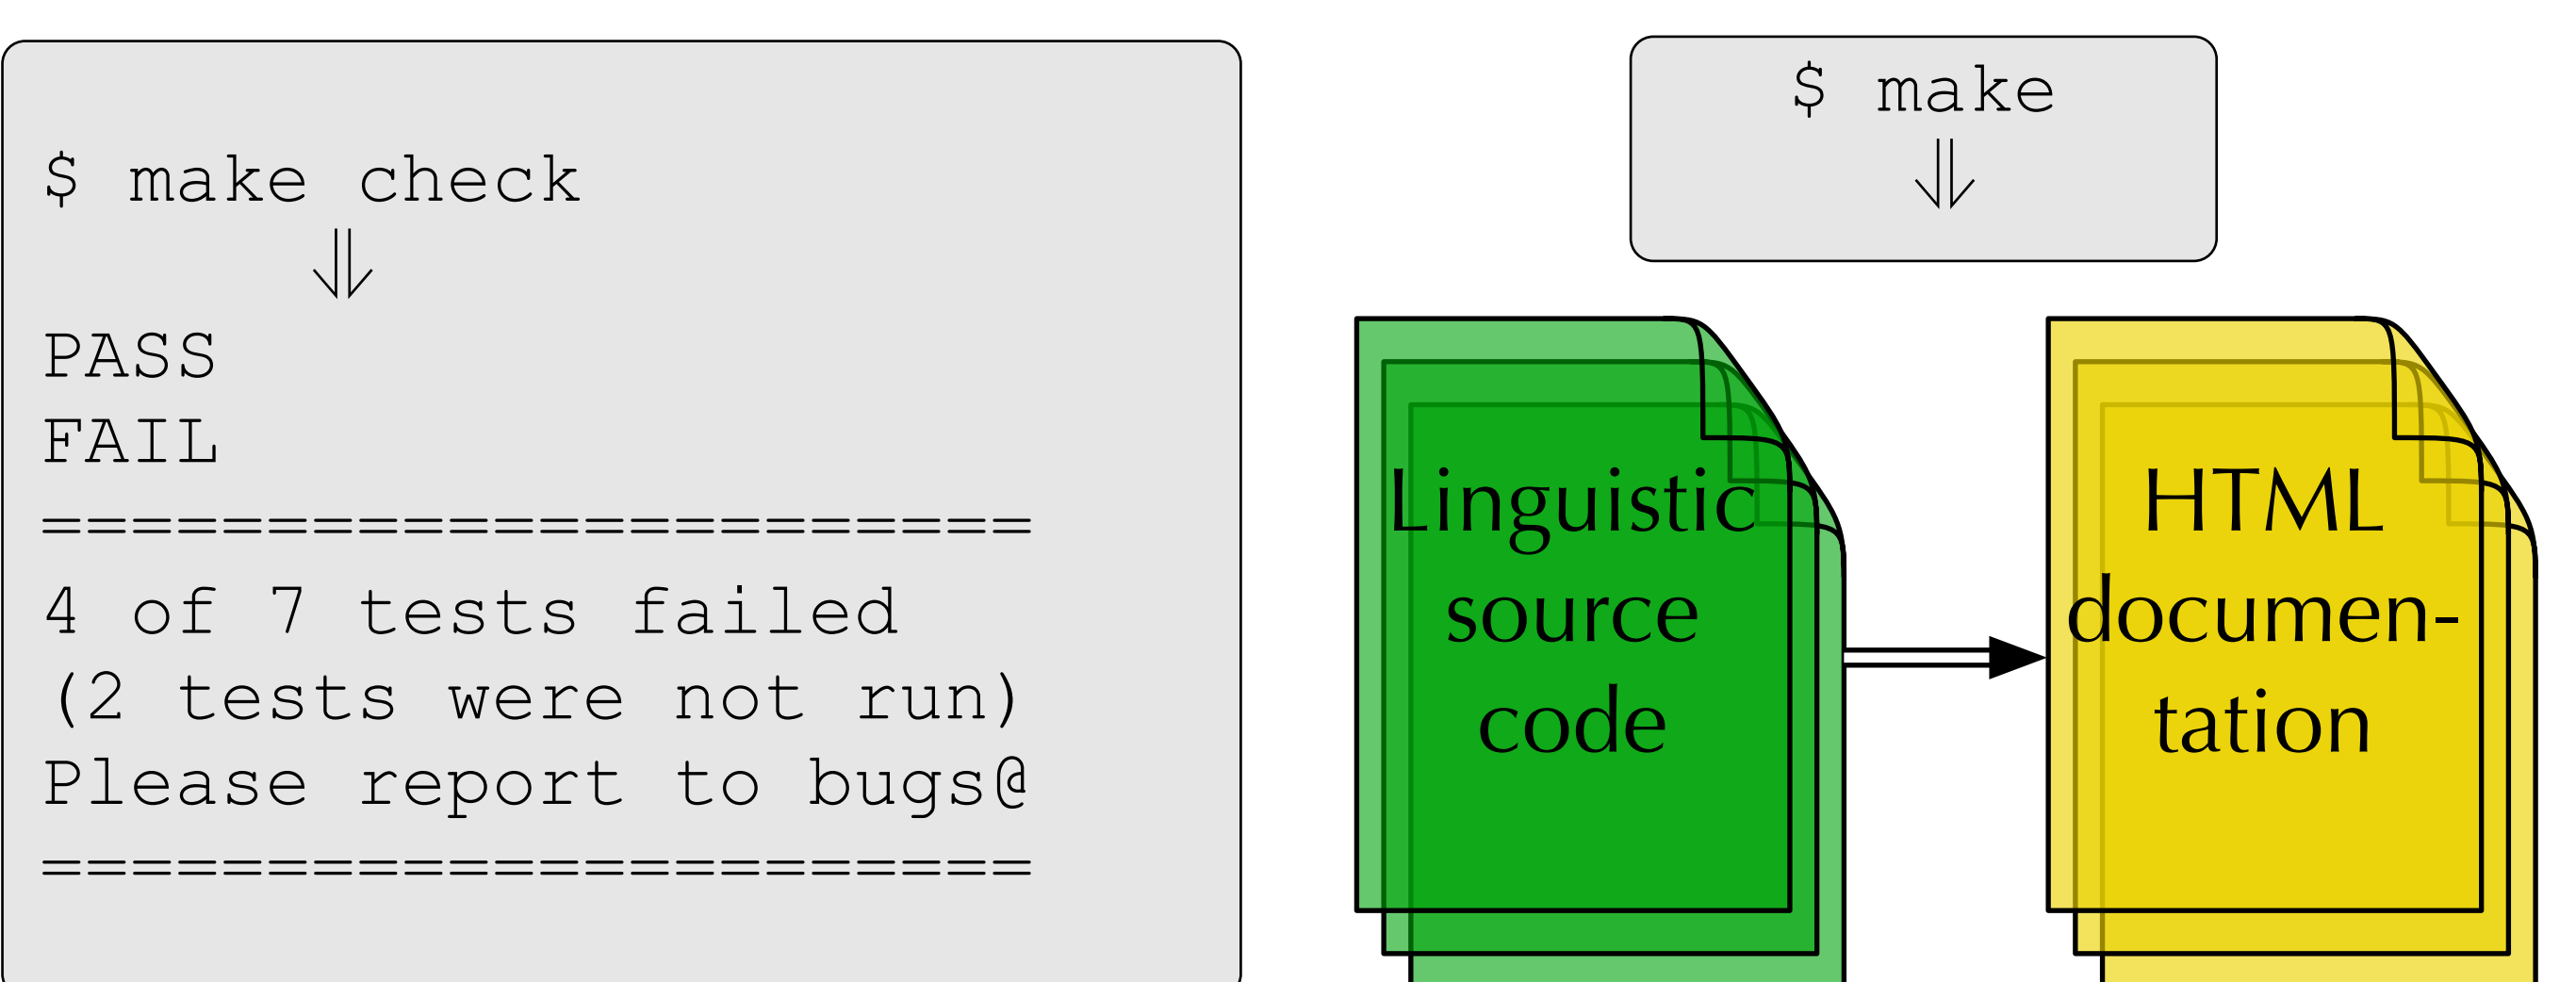 $ make check
⇓
PASS
FAIL
======================
4 of 7 tests failed
(2 tests were not run)
Please report to bugs@
======================
$ make
⇓
Linguistic
source
code
HTML
documen-
tation